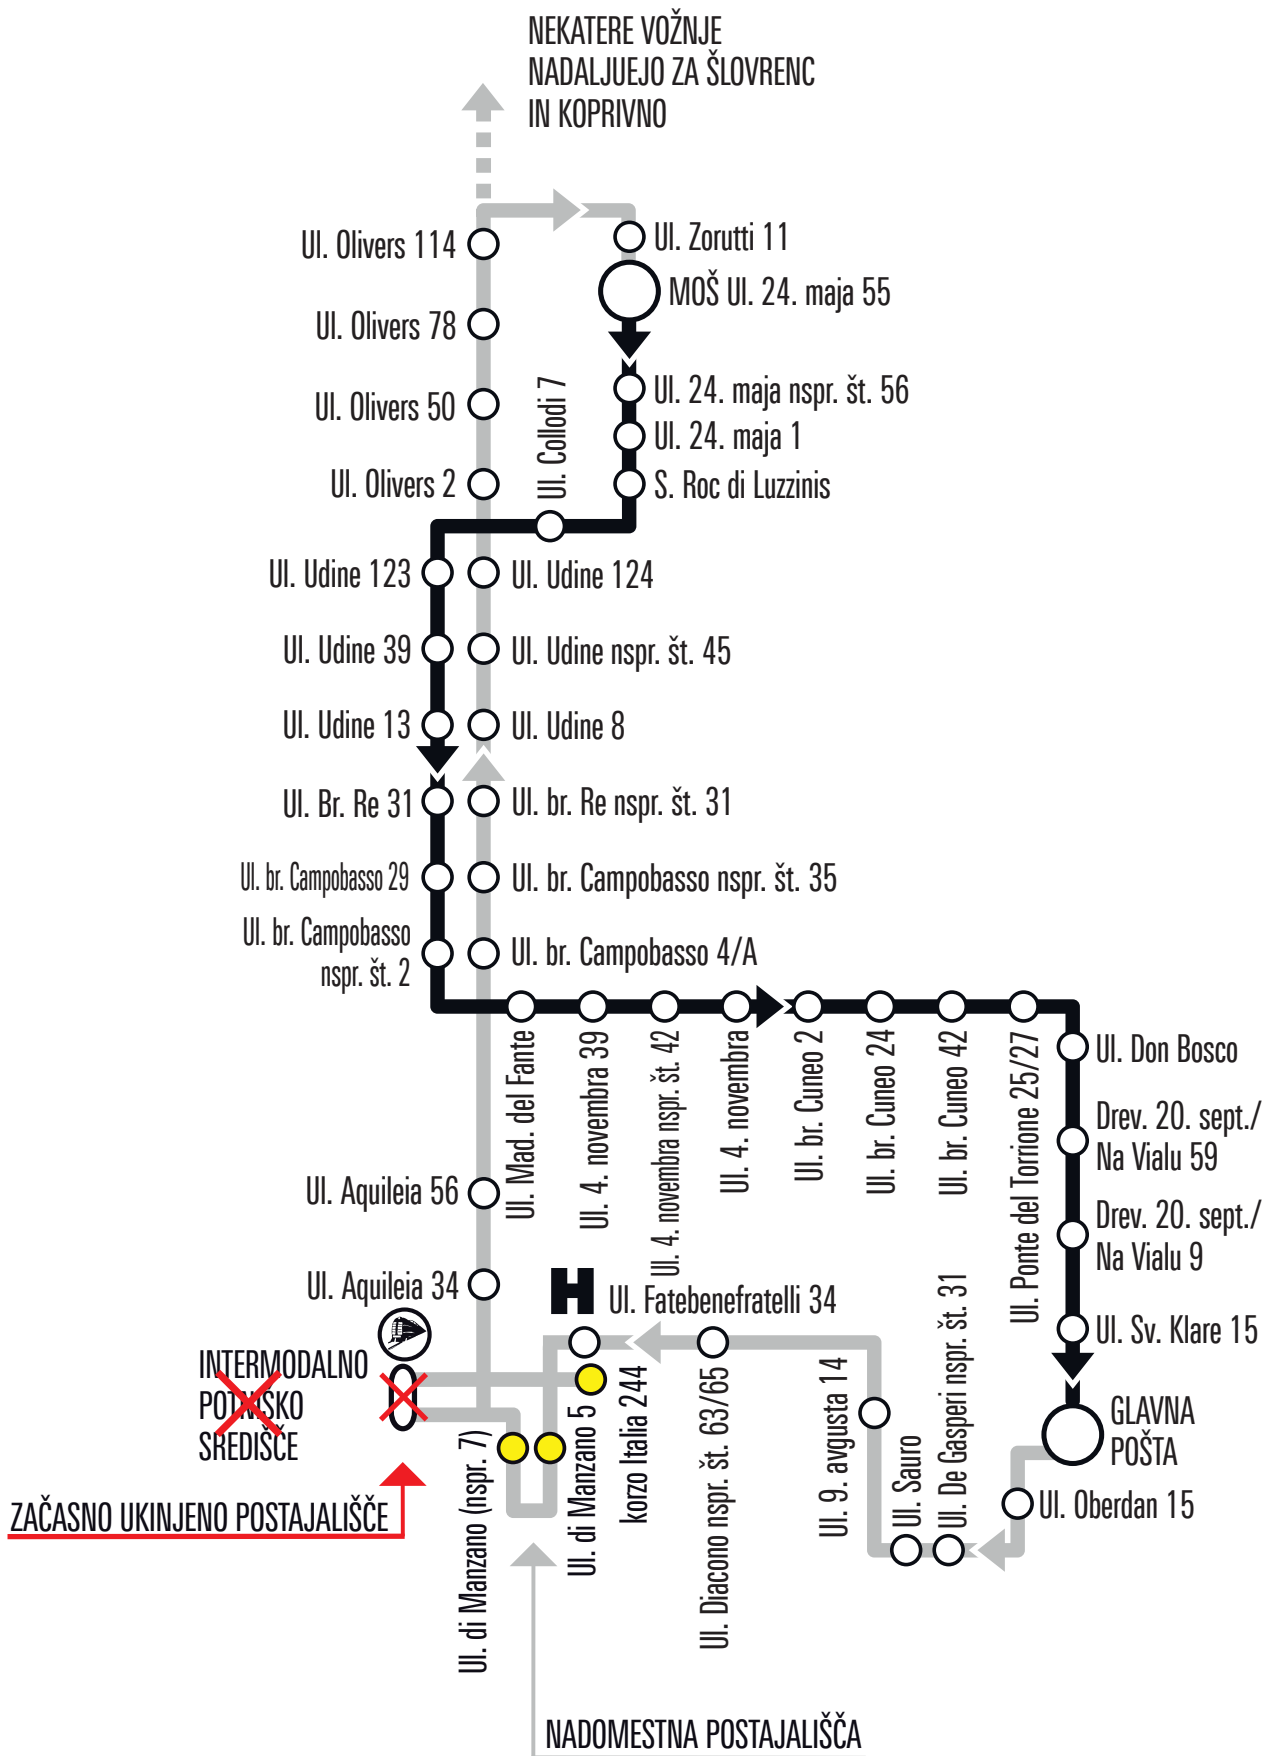 NEKATERE VOŽNJE
NADALJUEJO ZA ŠLOVRENC
IN KOPRIVNO
Ul. Olivers 114
Ul. Zorutti 11
MOŠ Ul. 24. maja 55
Ul. Olivers 78
Ul. 24. maja nspr. št. 56
Ul. Olivers 50
Ul. Collodi 7
Ul. 24. maja 1
Ul. Olivers 2
S. Roc di Luzzinis
Ul. Udine 123
Ul. Udine 124
Ul. Udine 39
Ul. Udine nspr. št. 45
Ul. Udine 13
Ul. Udine 8
Ul. Br. Re 31
Ul. br. Re nspr. št. 31
Ul. br. Campobasso 29
Ul. br. Campobasso nspr. št. 35
Ul. br. Campobasso
nspr. št. 2
Ul. br. Campobasso 4/A
Ul. Mad. del Fante
Ul. 4. novembra 39
Ul. 4. novembra nspr. št. 42
Ul. 4. novembra
Ul. br. Cuneo 2
Ul. br. Cuneo 24
Ul. br. Cuneo 42
Ul. Ponte del Torrione 25/27
Ul. Don Bosco
Drev. 20. sept./
Na Vialu 59
Drev. 20. sept./
Na Vialu 9
Ul. Sv. Klare 15
GLAVNA
POŠTA
Ul. Oberdan 15
Ul. De Gasperi nspr. št. 31
Ul. Sauro
Ul. 9. avgusta 14
Ul. Diacono nspr. št. 63/65
H
Ul. Fatebenefratelli 34
korzo Italia 244
Ul. di Manzano 5
Ul. di Manzano (nspr. 7)
Ul. Aquileia 56
Ul. Aquileia 34
INTERMODALNO
POTNIŠKO
SREDIŠČE
ZAČASNO UKINJENO POSTAJALIŠČE
NADOMESTNA POSTAJALIŠČA